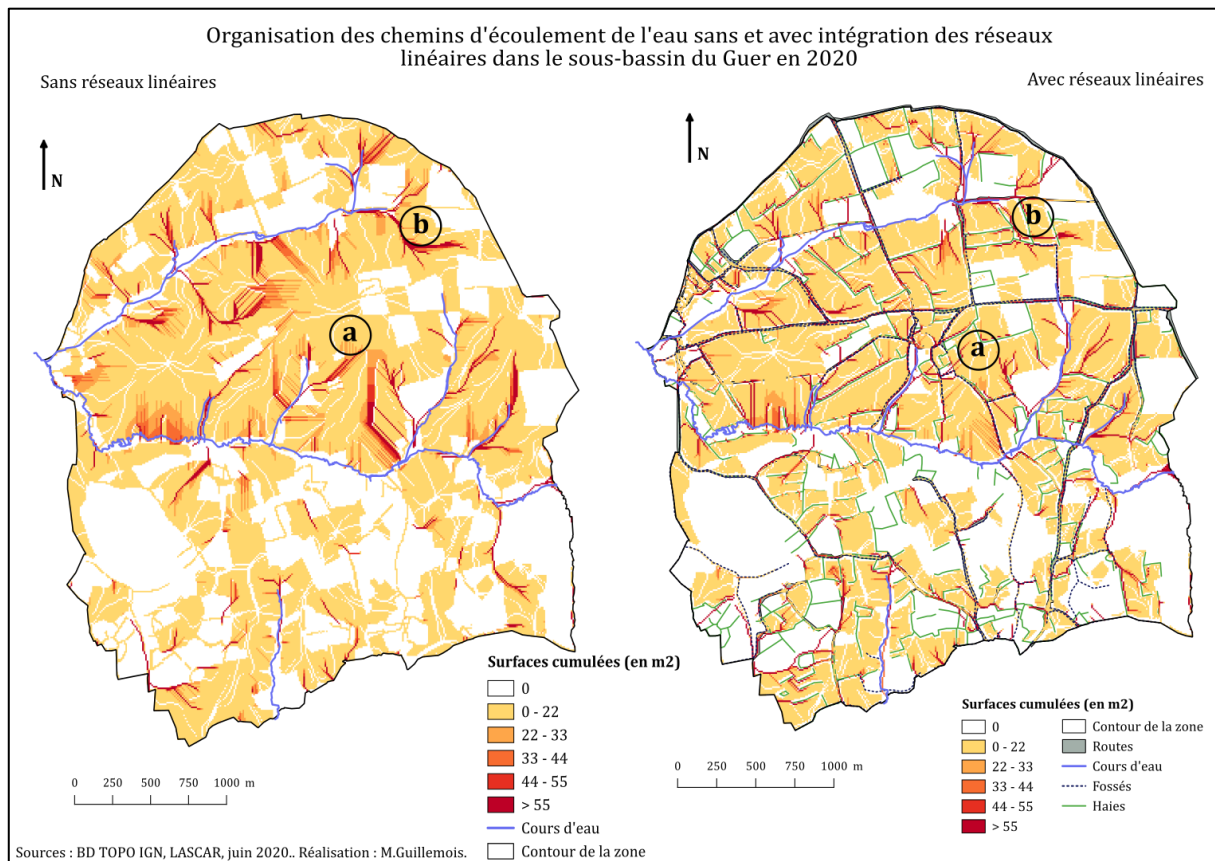 Organisation des chemins d'écoulement de l'eau sans et avec intégration des réseaux
linéaires dans le sous-bassin du Guer en 2020
Sans réseaux linéaires
Avec réseaux linéaires
N
N
b
a
b
a
Surfaces cumulées (en m2)
0
0 - 22
22 - 33
33 - 44
44 - 55
> 55
Cours d'eau
Contour de la zone
0 250 500 750 1000 m
Surfaces cumulées (en m2)
0
0 - 22
22 - 33
33 - 44
44 - 55
> 55
Contour de la zone
Routes
Cours d'eau
Fossés
Haies
0 250 500 750 1000 m
Sources : BD TOPO IGN, LASCAR, juin 2020.. Réalisation : M.Guillemois.